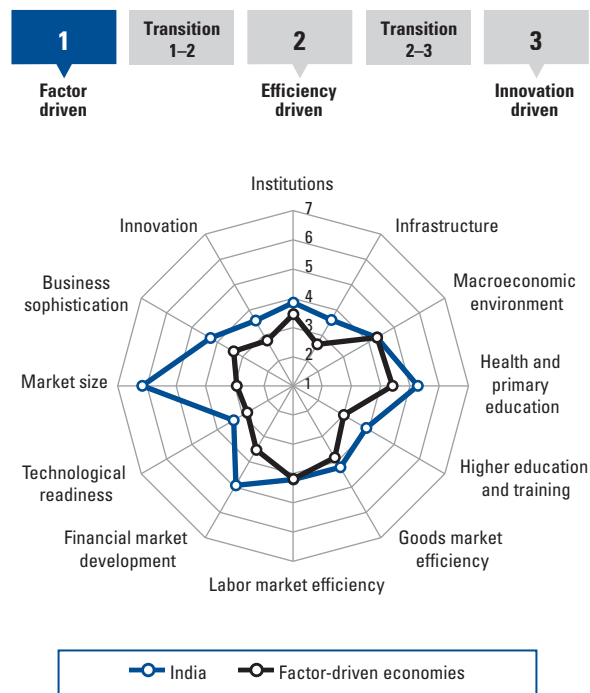 1
Transition
1–2
2
Transition
2–3
3
Factor
driven
Efficiency
driven
Innovation
driven
Institutions
Infrastructure
Macroeconomic
environment
Health and
primary
education
Higher education
and training
Goods market
efficiency
Labor market efficiency
Financial market
development
Technological
readiness
Market size
Business
sophistication
Innovation
7
6
5
4
3
2
1
India
Factor-driven economies